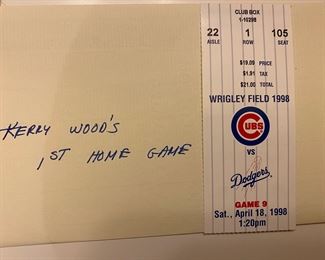 KERRY WOOD'S
1ST HOME GAME
CLUB BOX
1-10298
22 1 105
AISLE ROW SEAT
$19.09 PRICE
$1.91 TAX
$21.00 TOTAL
WRIGLEY FIELD 1998
CUBS
VS
Dodgers
GAME 9
Sat., April 18, 1998
1:20pm